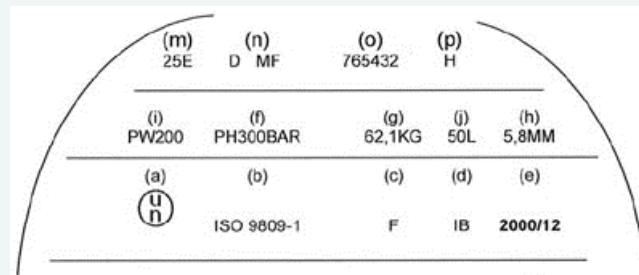 (m) (n) (o) (p)
25E D MF 765432 H
(i) (f) (g) (j) (h)
PW200 PH300BAR 62,1KG 50L 5,8MM
(a) (b) (c) (d) (e)
u
n
ISO 9809-1 F IB 2000/12